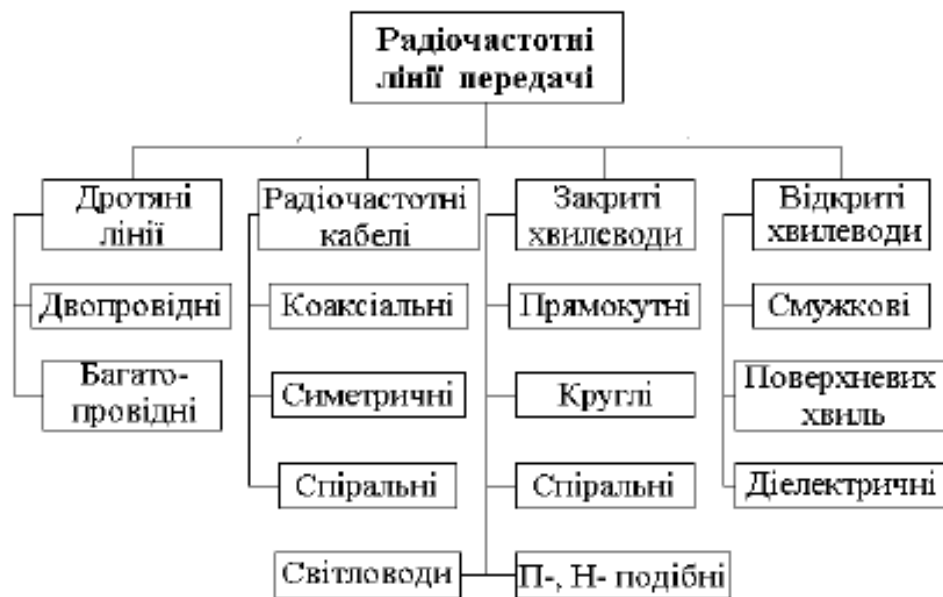 Радіочастотні
лінії передачі
Дротяні
лінії
Двопровідні
Багато-
провідні
Радіочастотні
кабелі
Коаксіальні
Симетричні
Спіральні
Світловоди
Закриті
хвилеводи
Прямокутні
Круглі
Спіральні
П-, Н- подібні
Відкриті
хвилеводи
Смужкові
Поверхневих
хвиль
Діелектричні